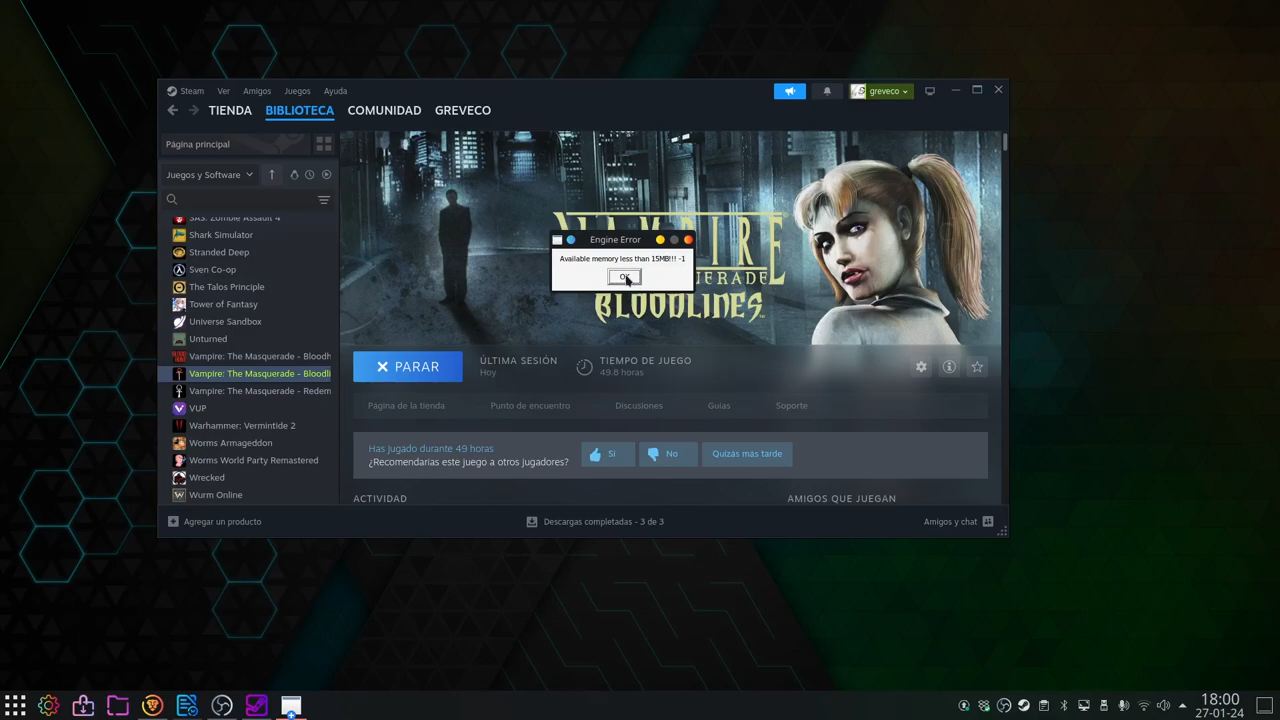 Steam Ver Amigos Juegos Ayuda
greveco
TIENDA BIBLIOTECA COMUNIDAD GREVECO
Página principal
Juegos y Software
SAS: Zombie Assault 4
Shark Simulator
Stranded Deep
Sven Co-op
The Talos Principle
Tower of Fantasy
Universe Sandbox
Unturned
Vampire: The Masquerade - Bloodh
Vampire: The Masquerade - Bloodli
Vampire: The Masquerade - Redem
VUP
Warhammer: Vermintide 2
Worms Armageddon
Worms World Party Remastered
Wrecked
Wurm Online
Engine Error
Available memory less than 15MB!!! -1
OK
BLOODLINES
PARAR
ÚLTIMA SESIÓN
Hoy
TIEMPO DE JUEGO
49.8 horas
Página de la tienda Punto de encuentro Discusiones Guías Soporte
Has jugado durante 49 horas
¿Recomendarías este juego a otros jugadores?
Sí No Quizás más tarde
ACTIVIDAD AMIGOS QUE JUEGAN
Agregar un producto Descargas completadas - 3 de 3 Amigos y chat
18:00
27-01-24